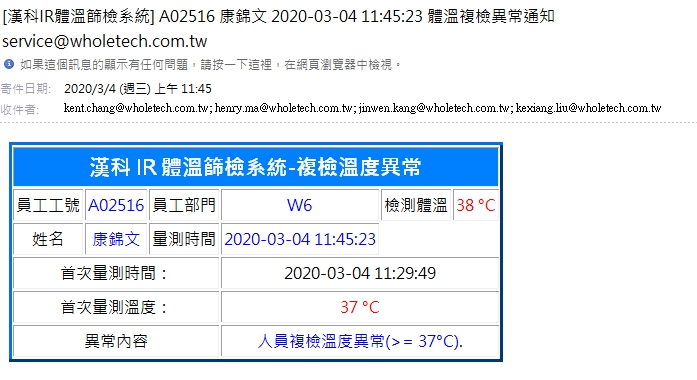 [漢科IR體溫篩檢系統] A02516 康錦文 2020-03-04 11:45:23 體溫複檢異常通知
service@wholetech.com.tw
如果這個訊息的顯示有任何問題，請按一下這裡，在網頁瀏覽器中檢視。
寄件日期: 2020/3/4 (週三) 上午 11:45
收件者: kent.chang@wholetech.com.tw; henry.ma@wholetech.com.tw; jinwen.kang@wholetech.com.tw; kexiang.liu@wholetech.com.tw
漢科 IR 體溫篩檢系統-複檢溫度異常
員工工號 A02516 員工部門 W6 檢測體溫 38 °C
姓名 康錦文 量測時間 2020-03-04 11:45:23
首次量測時間： 2020-03-04 11:29:49
首次量測溫度： 37 °C
異常內容 人員複檢溫度異常(>= 37°C).